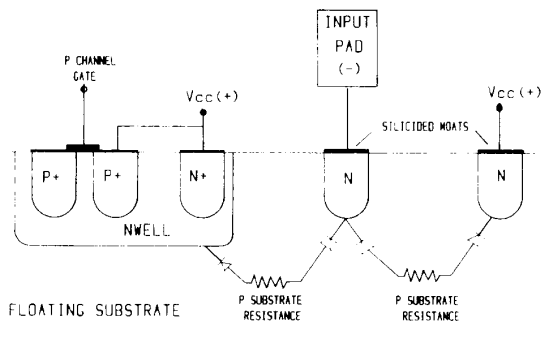 INPUT
PAD
(-)
P CHANNEL
GATE
Vcc(+)
Vcc(+)
SILICIDED MOATS
P+
P+
N+
N
N
NWELL
P SUBSTRATE
RESISTANCE
P SUBSTRATE
RESISTANCE
FLOATING SUBSTRATE